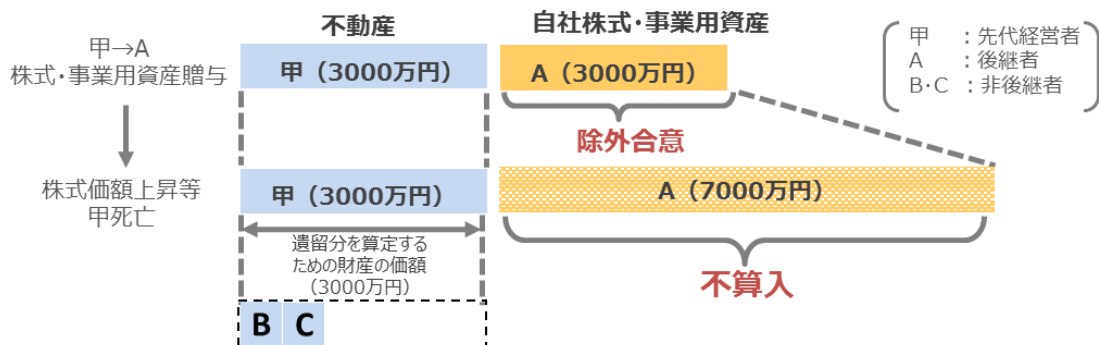 不動産
自社株式・事業用資産
甲→A
株式・事業用資産贈与
甲（3000万円）
A（3000万円）
甲　：先代経営者
A　：後継者
B・C　：非後継者
除外合意
株式価額上昇等
甲死亡
甲（3000万円）
A（7000万円）
遺留分を算定する
ための財産の価額
（3000万円）
不算入
B C